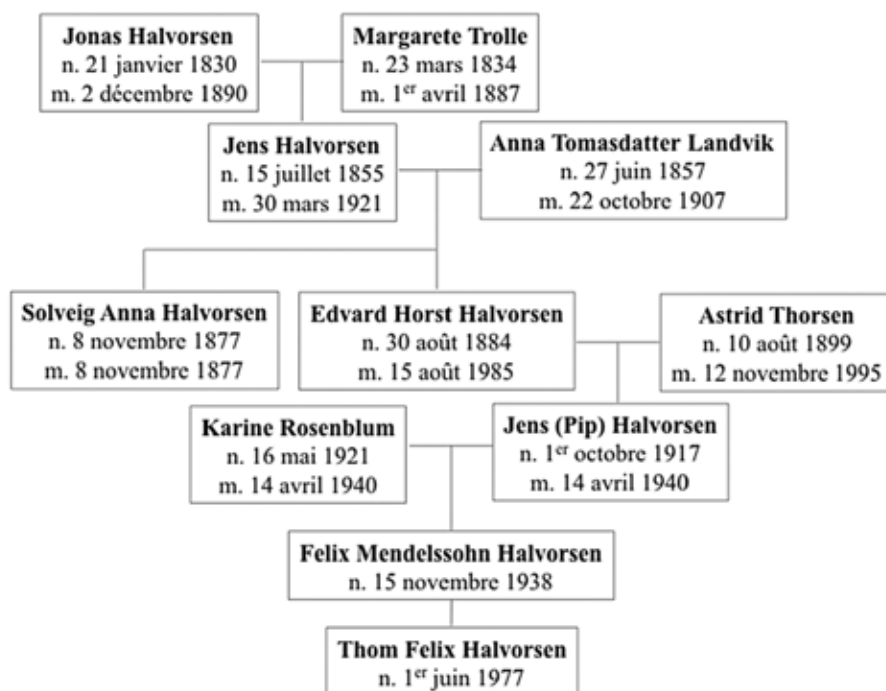 Jonas Halvorsen
n. 21 janvier 1830
m. 2 décembre 1890
Margarete Trolle
n. 23 mars 1834
m. 1er avril 1887
Jens Halvorsen
n. 15 juillet 1855
m. 30 mars 1921
Anna Tomasdatter Landvik
n. 27 juin 1857
m. 22 octobre 1907
Solveig Anna Halvorsen
n. 8 novembre 1877
m. 8 novembre 1877
Edvard Horst Halvorsen
n. 30 août 1884
m. 15 août 1985
Astrid Thorsen
n. 10 août 1899
m. 12 novembre 1995
Karine Rosenblum
n. 16 mai 1921
m. 14 avril 1940
Jens (Pip) Halvorsen
n. 1er octobre 1917
m. 14 avril 1940
Felix Mendelssohn Halvorsen
n. 15 novembre 1938
Thom Felix Halvorsen
n. 1er juin 1977